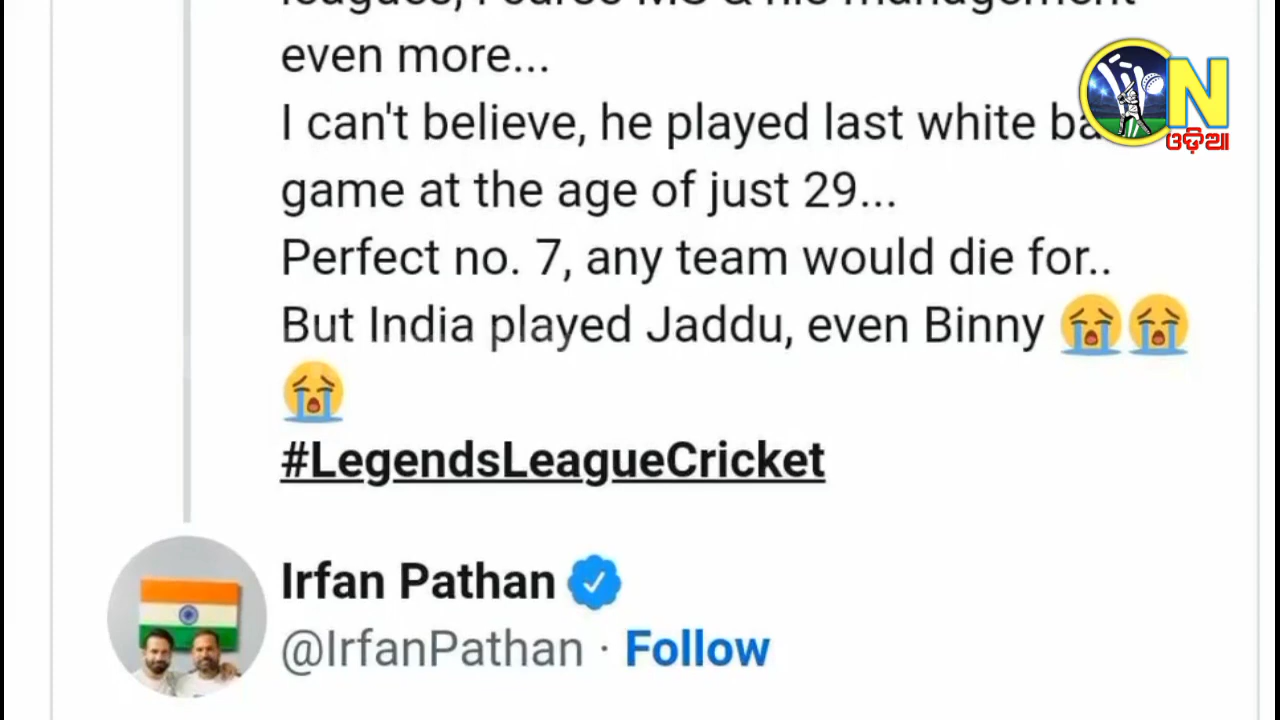 even more...
I can't believe, he played last white
game at the age of just 29...
Perfect no. 7, any team would die for..
But India played Jaddu, even Binny 😭😭
😭
#LegendsLeagueCricket
Irfan Pathan
@IrfanPathan · Follow
N
ଓଡ଼ିଆ